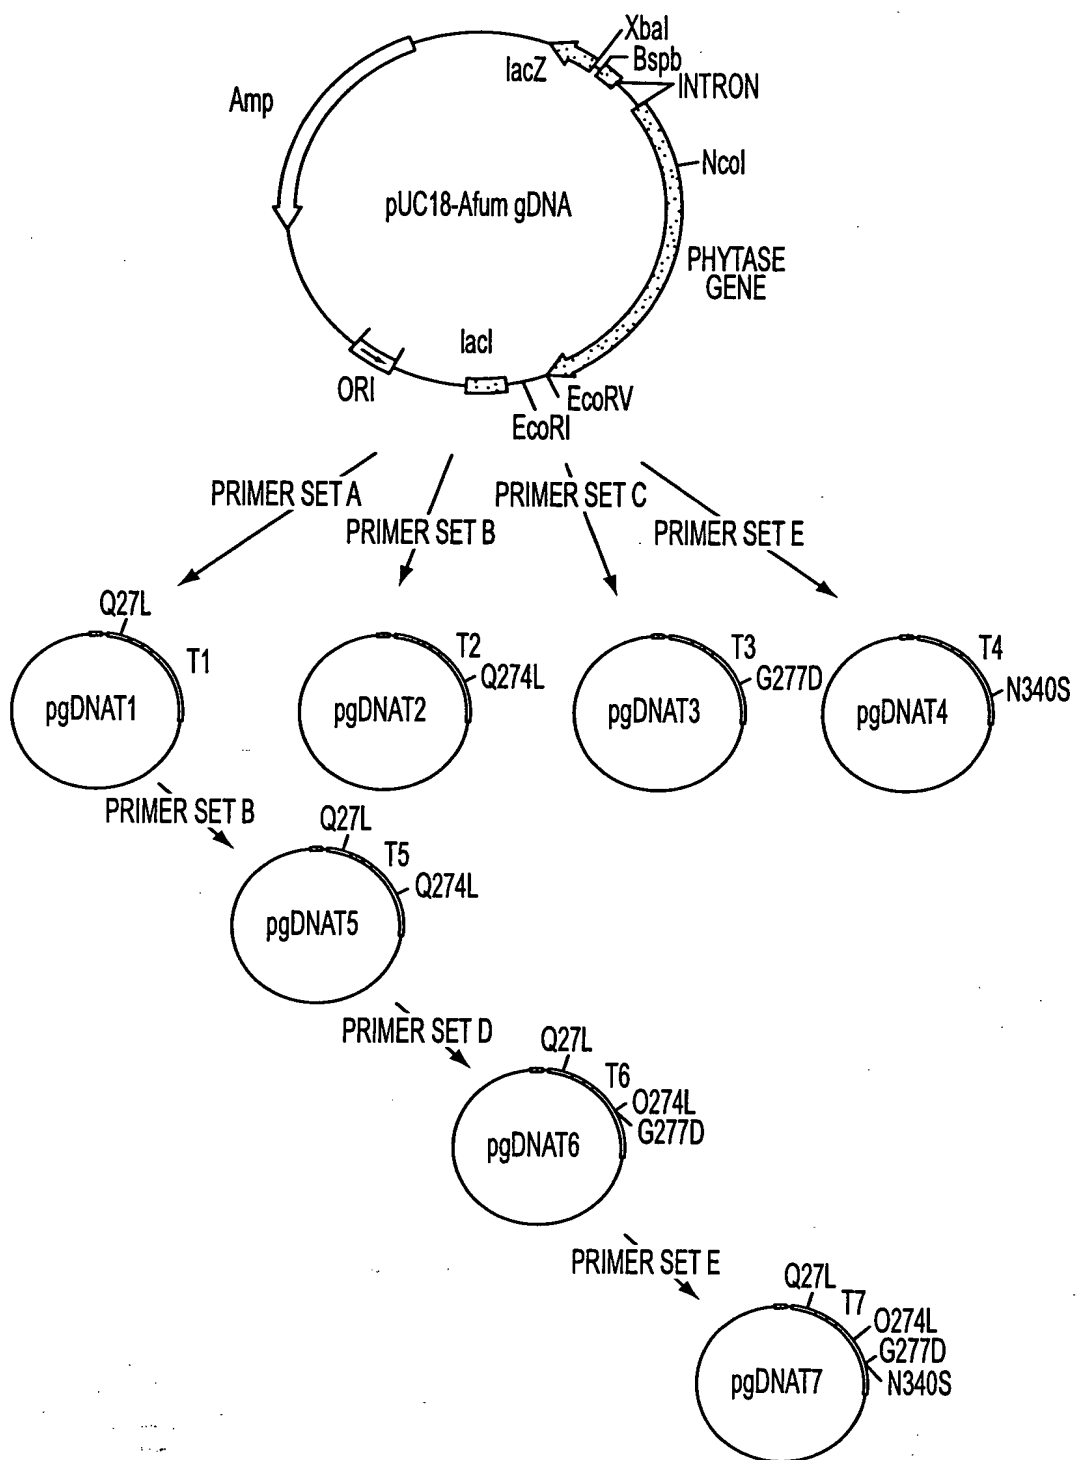 XbaI
Bspb
lacZ
INTRON
Amp
NcoI
pUC18-Afum gDNA
PHYTASE
GENE
lacI
ORI
EcoRV
EcoRI
PRIMER SET A
PRIMER SET B
PRIMER SET C
PRIMER SET E
Q27L
T1
pgDNAT1
T2
Q274L
pgDNAT2
T3
G277D
pgDNAT3
T4
N340S
pgDNAT4
PRIMER SET B
Q27L
T5
Q274L
pgDNAT5
PRIMER SET D
Q27L
T6
O274L
G277D
pgDNAT6
PRIMER SET E
Q27L
T7
O274L
G277D
N340S
pgDNAT7